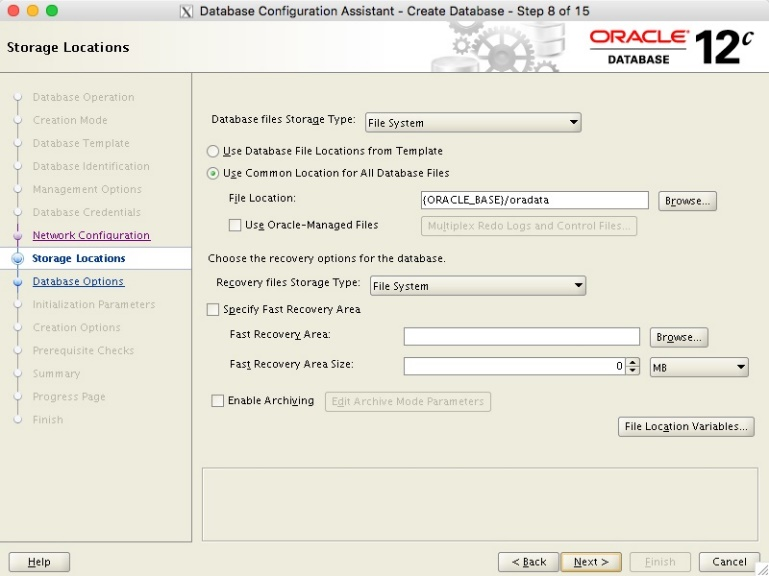 Database Configuration Assistant - Create Database - Step 8 of 15
Storage Locations
ORACLE
DATABASE
12c
Database Operation
Creation Mode
Database Template
Database Identification
Management Options
Database Credentials
Network Configuration
Storage Locations
Database Options
Initialization Parameters
Creation Options
Prerequisite Checks
Summary
Progress Page
Finish
Database files Storage Type: File System
Use Database File Locations from Template
Use Common Location for All Database Files
File Location: {ORACLE_BASE}/oradata Browse...
Use Oracle-Managed Files Multiplex Redo Logs and Control Files...
Choose the recovery options for the database.
Recovery files Storage Type: File System
Specify Fast Recovery Area
Fast Recovery Area: Browse...
Fast Recovery Area Size: 0 MB
Enable Archiving Edit Archive Mode Parameters
File Location Variables...
Help < Back Next > Finish Cancel